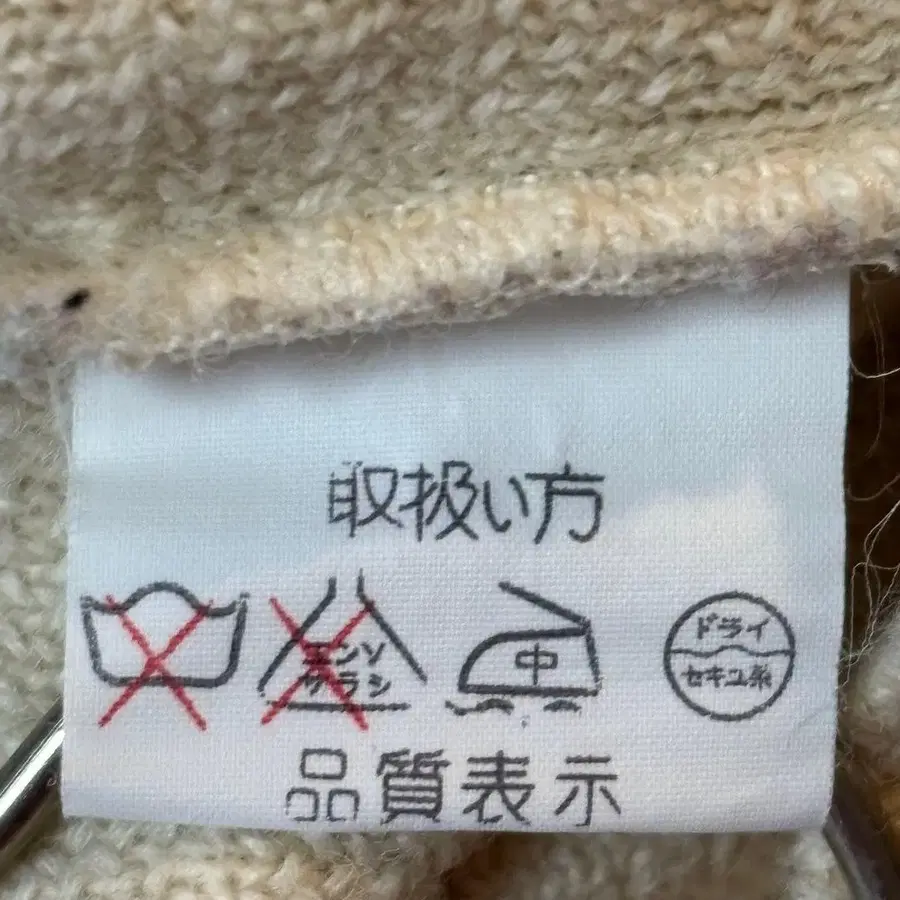 取扱い方
エンソ
サラシ
中
ドライ
セキユ系
品質表示